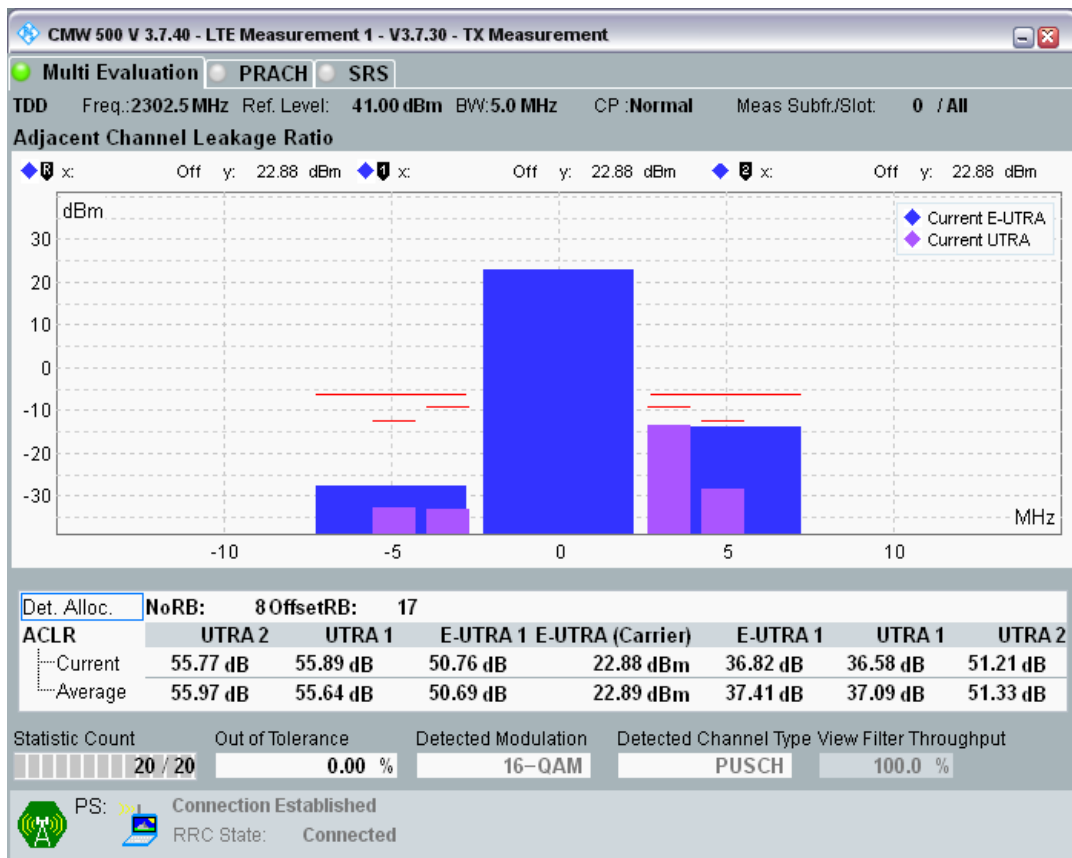 CMW 500 V 3.7.40 - LTE Measurement 1 - V3.7.30 - TX Measurement
Multi Evaluation PRACH SRS
TDD Freq.:2302.5 MHz Ref. Level: 41.00 dBm BW:5.0 MHz CP :Normal Meas Subfr./Slot: 0 / All
Adjacent Channel Leakage Ratio
R x: Off y: 22.88 dBm 1 x: Off y: 22.88 dBm 2 x: Off y: 22.88 dBm
dBm
Current E-UTRA
Current UTRA
30
20
10
0
-10
-20
-30
MHz
-10 -5 0 5 10
Det. Alloc. NoRB: 8 OffsetRB: 17
ACLR UTRA 2 UTRA 1 E-UTRA 1 E-UTRA (Carrier) E-UTRA 1 UTRA 1 UTRA 2
Current 55.77 dB 55.89 dB 50.76 dB 22.88 dBm 36.82 dB 36.58 dB 51.21 dB
Average 55.97 dB 55.64 dB 50.69 dB 22.89 dBm 37.41 dB 37.09 dB 51.33 dB
Statistic Count Out of Tolerance Detected Modulation Detected Channel Type View Filter Throughput
20 / 20 0.00 % 16-QAM PUSCH 100.0 %
PS: Connection Established
RRC State: Connected